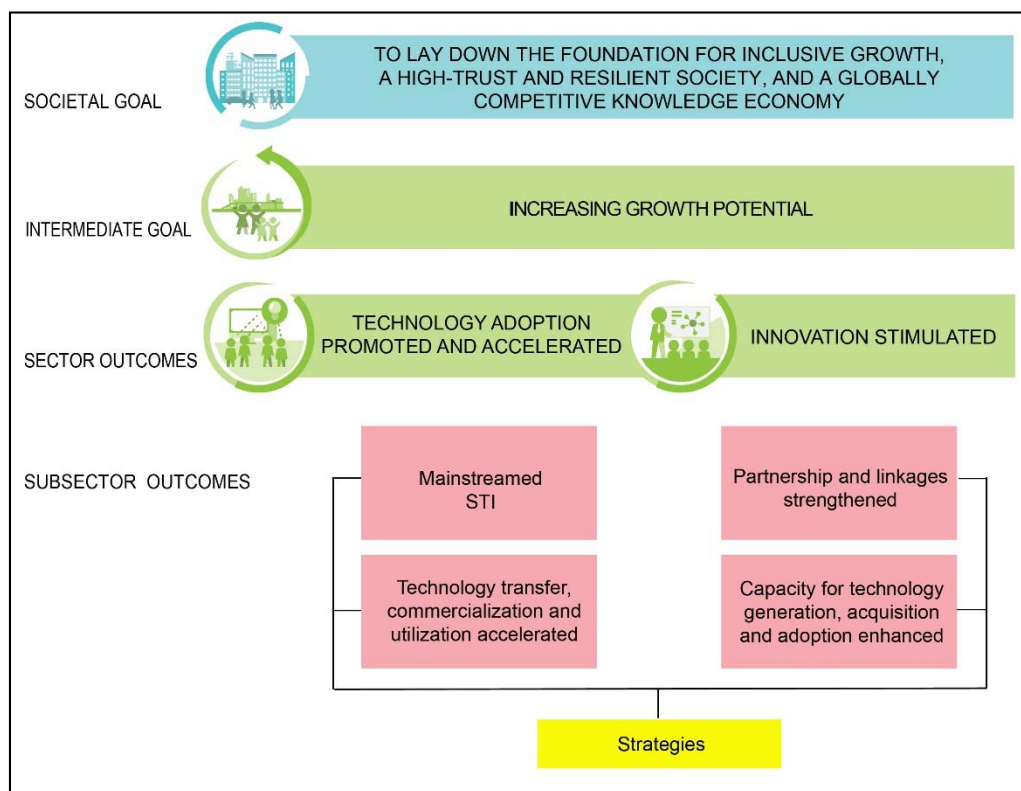 SOCIETAL GOAL
TO LAY DOWN THE FOUNDATION FOR INCLUSIVE GROWTH,
A HIGH-TRUST AND RESILIENT SOCIETY, AND A GLOBALLY
COMPETITIVE KNOWLEDGE ECONOMY
INTERMEDIATE GOAL
INCREASING GROWTH POTENTIAL
SECTOR OUTCOMES
TECHNOLOGY ADOPTION
PROMOTED AND ACCELERATED
INNOVATION STIMULATED
SUBSECTOR OUTCOMES
Mainstreamed
STI
Partnership and linkages
strengthened
Technology transfer,
commercialization and
utilization accelerated
Capacity for technology
generation, acquisition
and adoption enhanced
Strategies